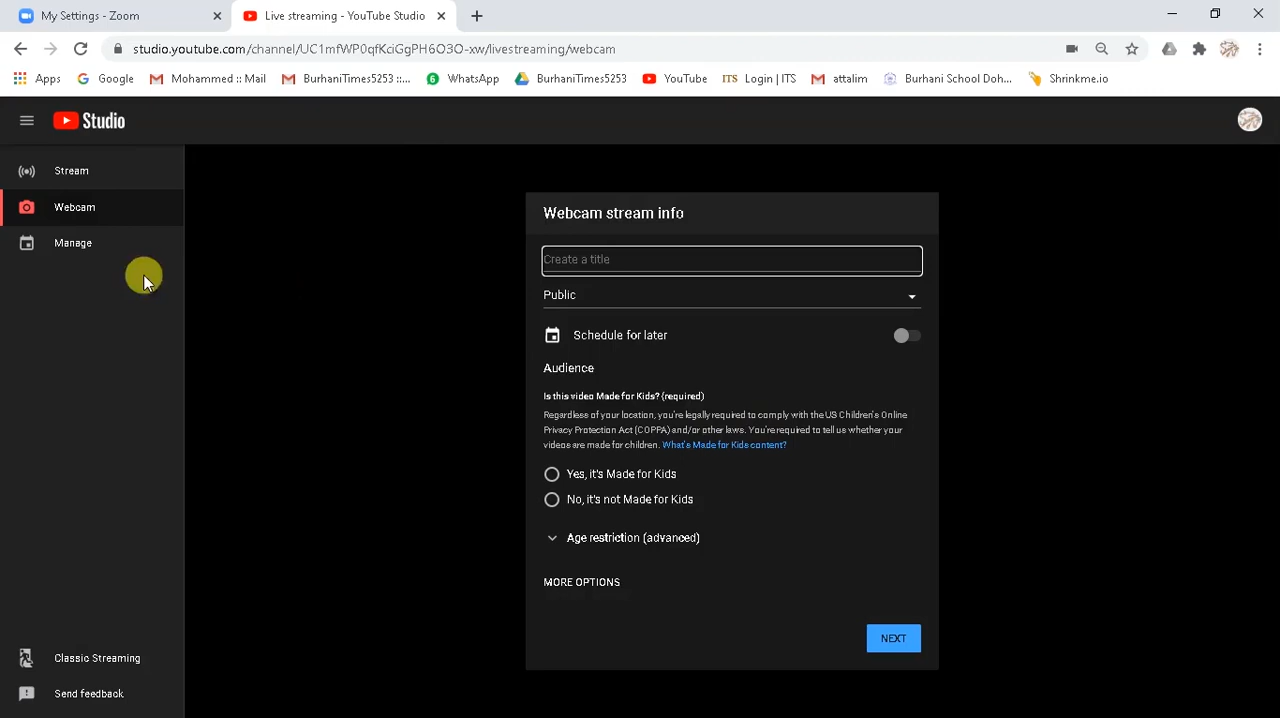 My Settings - Zoom
Live streaming - YouTube Studio
studio.youtube.com/channel/UC1mfWP0qfKciGgPH6O3O-xw/livestreaming/webcam
Apps Google Mohammed :: Mail BurhaniTimes5253 ::... WhatsApp BurhaniTimes5253 YouTube ITS Login | ITS attalim Burhani School Doh... Shrinkme.io
Studio
Stream
Webcam
Manage
Classic Streaming
Send feedback
Webcam stream info
Create a title
Public
Schedule for later
Audience
Is this video Made for Kids? (required)
Regardless of your location, you're legally required to comply with the US Children's Online
Privacy Protection Act (COPPA) and/or other laws. You're required to tell us whether your
videos are made for children. What's Made for Kids content?
Yes, it's Made for Kids
No, it's not Made for Kids
Age restriction (advanced)
MORE OPTIONS
NEXT